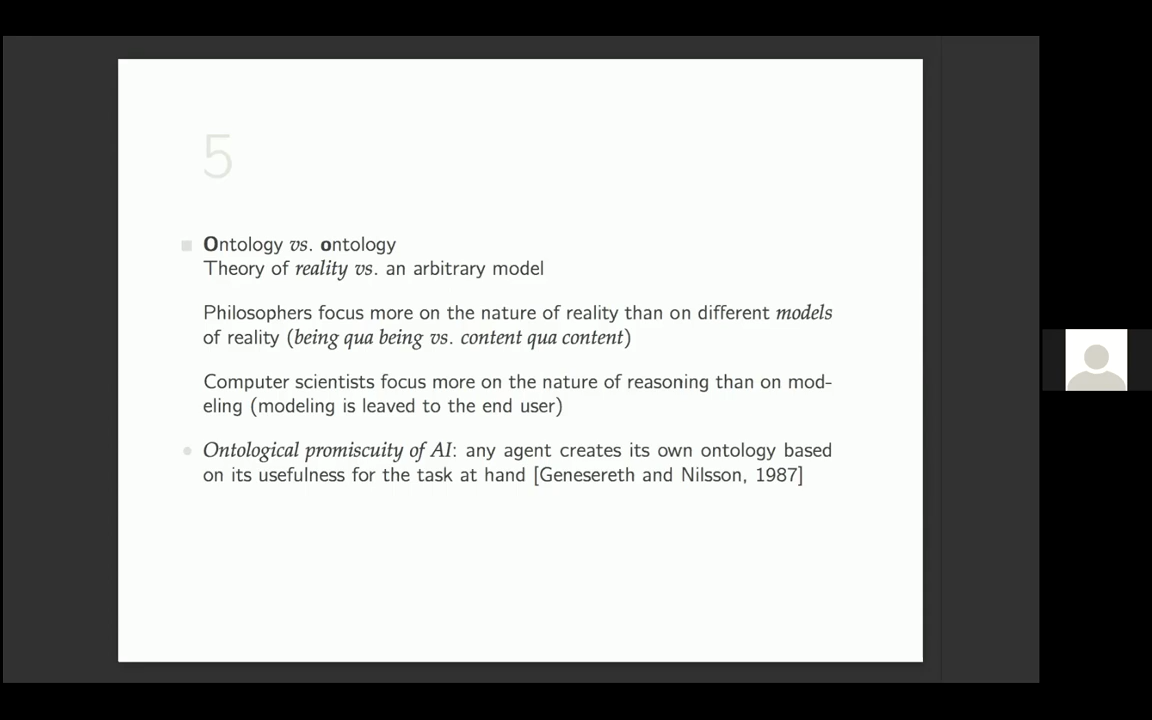 5
Ontology vs. ontology
Theory of reality vs. an arbitrary model
Philosophers focus more on the nature of reality than on different models
of reality (being qua being vs. content qua content)
Computer scientists focus more on the nature of reasoning than on mod-
eling (modeling is leaved to the end user)
Ontological promiscuity of AI: any agent creates its own ontology based
on its usefulness for the task at hand [Genesereth and Nilsson, 1987]